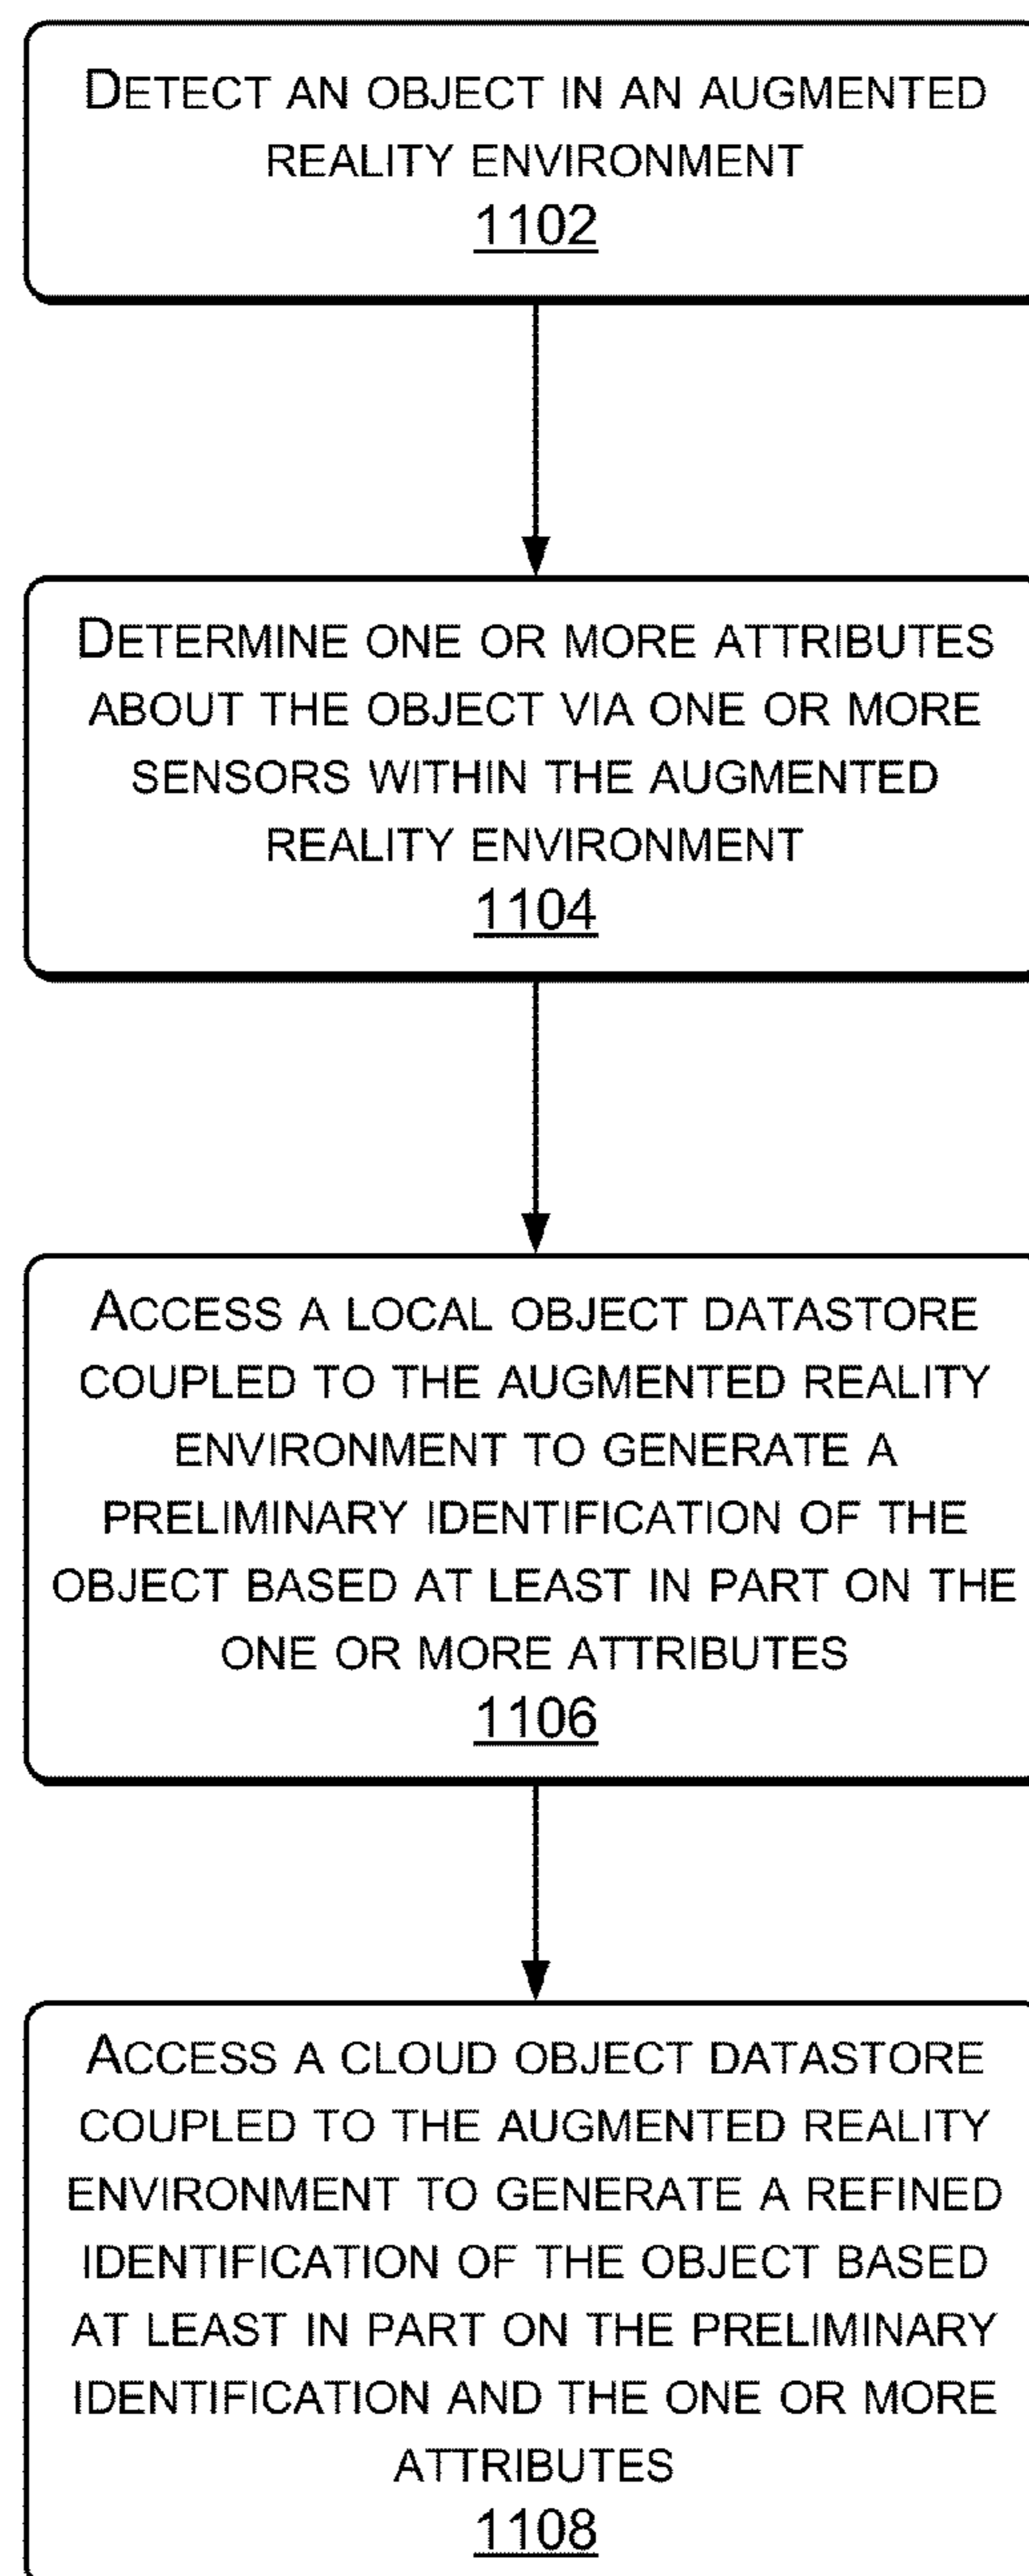 DETECT AN OBJECT IN AN AUGMENTED
REALITY ENVIRONMENT
1102
DETERMINE ONE OR MORE ATTRIBUTES
ABOUT THE OBJECT VIA ONE OR MORE
SENSORS WITHIN THE AUGMENTED
REALITY ENVIRONMENT
1104
ACCESS A LOCAL OBJECT DATASTORE
COUPLED TO THE AUGMENTED REALITY
ENVIRONMENT TO GENERATE A
PRELIMINARY IDENTIFICATION OF THE
OBJECT BASED AT LEAST IN PART ON THE
ONE OR MORE ATTRIBUTES
1106
ACCESS A CLOUD OBJECT DATASTORE
COUPLED TO THE AUGMENTED REALITY
ENVIRONMENT TO GENERATE A REFINED
IDENTIFICATION OF THE OBJECT BASED
AT LEAST IN PART ON THE PRELIMINARY
IDENTIFICATION AND THE ONE OR MORE
ATTRIBUTES
1108